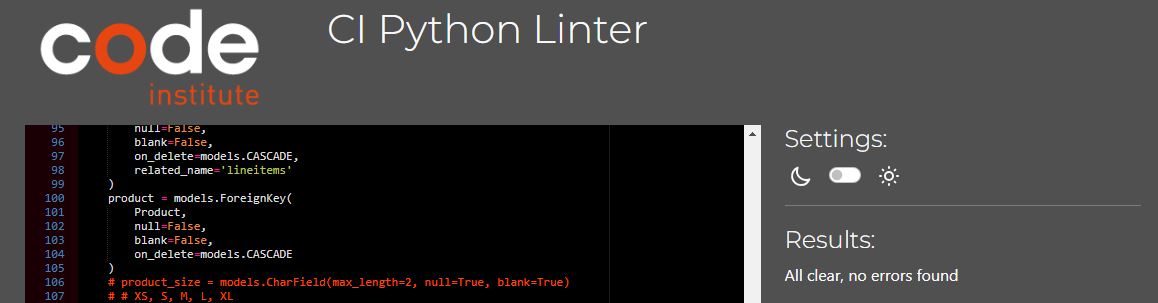 code
institute
CI Python Linter
95 null=False,
96 blank=False,
97 on_delete=models.CASCADE,
98 related_name='lineitems'
99 )
100 product = models.ForeignKey(
101 Product,
102 null=False,
103 blank=False,
104 on_delete=models.CASCADE
105 )
106 # product_size = models.CharField(max_length=2, null=True, blank=True)
107 # # XS, S, M, L, XL
Settings:
Results:
All clear, no errors found